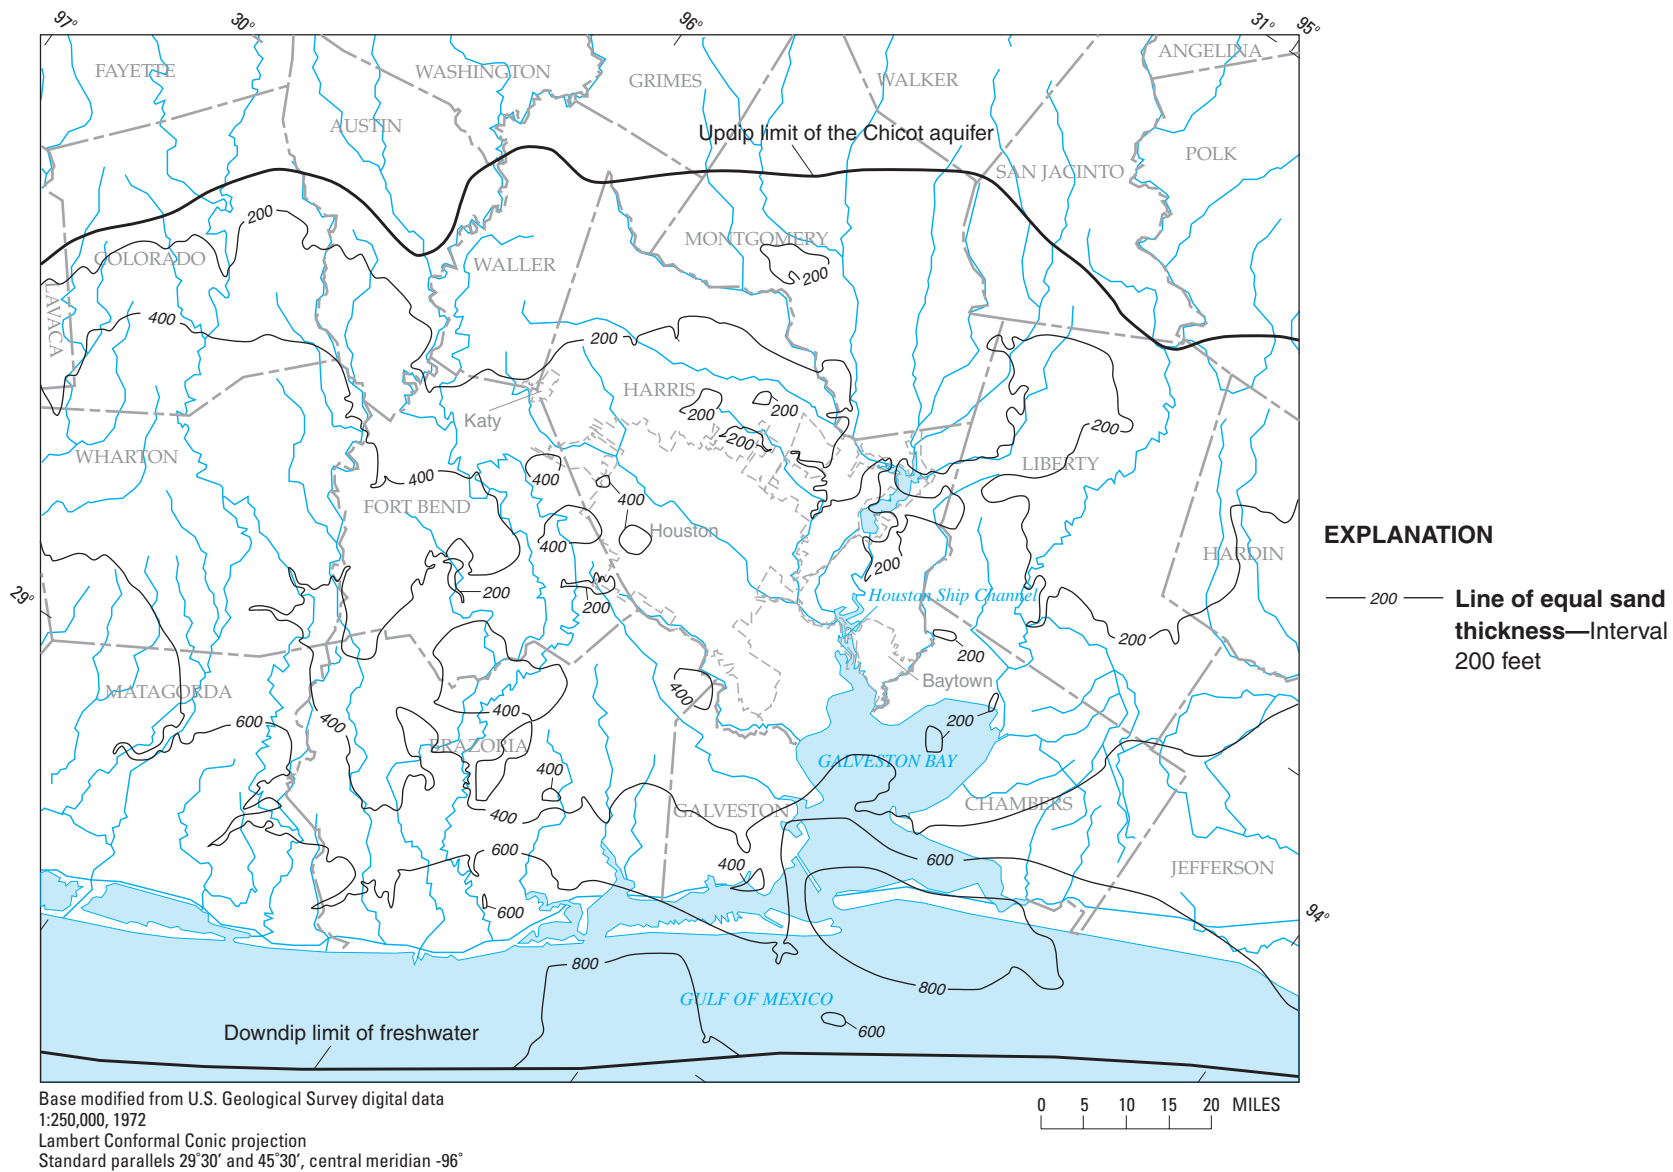 97°
30°
96°
31°
95°
FAYETTE
WASHINGTON
GRIMES
WALKER
ANGELINA
AUSTIN
Updip limit of the Chicot aquifer
SAN JACINTO
POLK
200
COLORADO
MONTGOMERY
WALLER
200
LAVACA
400
200
HARRIS
Katy
200
200
200
200
WHARTON
LIBERTY
400
400
400
FORT BEND
Houston
400
HARDIN
200
200
200
Houston Ship Channel
29°
200
200
Baytown
MATAGORDA
400
600
400
400
200
BRAZORIA
GALVESTON BAY
400
GALVESTON
CHAMBERS
400
600
400
600
JEFFERSON
600
94°
800
800
GULF OF MEXICO
600
Downdip limit of freshwater
EXPLANATION
200 Line of equal sand
thickness—Interval
200 feet
Base modified from U.S. Geological Survey digital data
1:250,000, 1972
Lambert Conformal Conic projection
Standard parallels 29°30′ and 45°30′, central meridian -96°
0 5 10 15 20 MILES